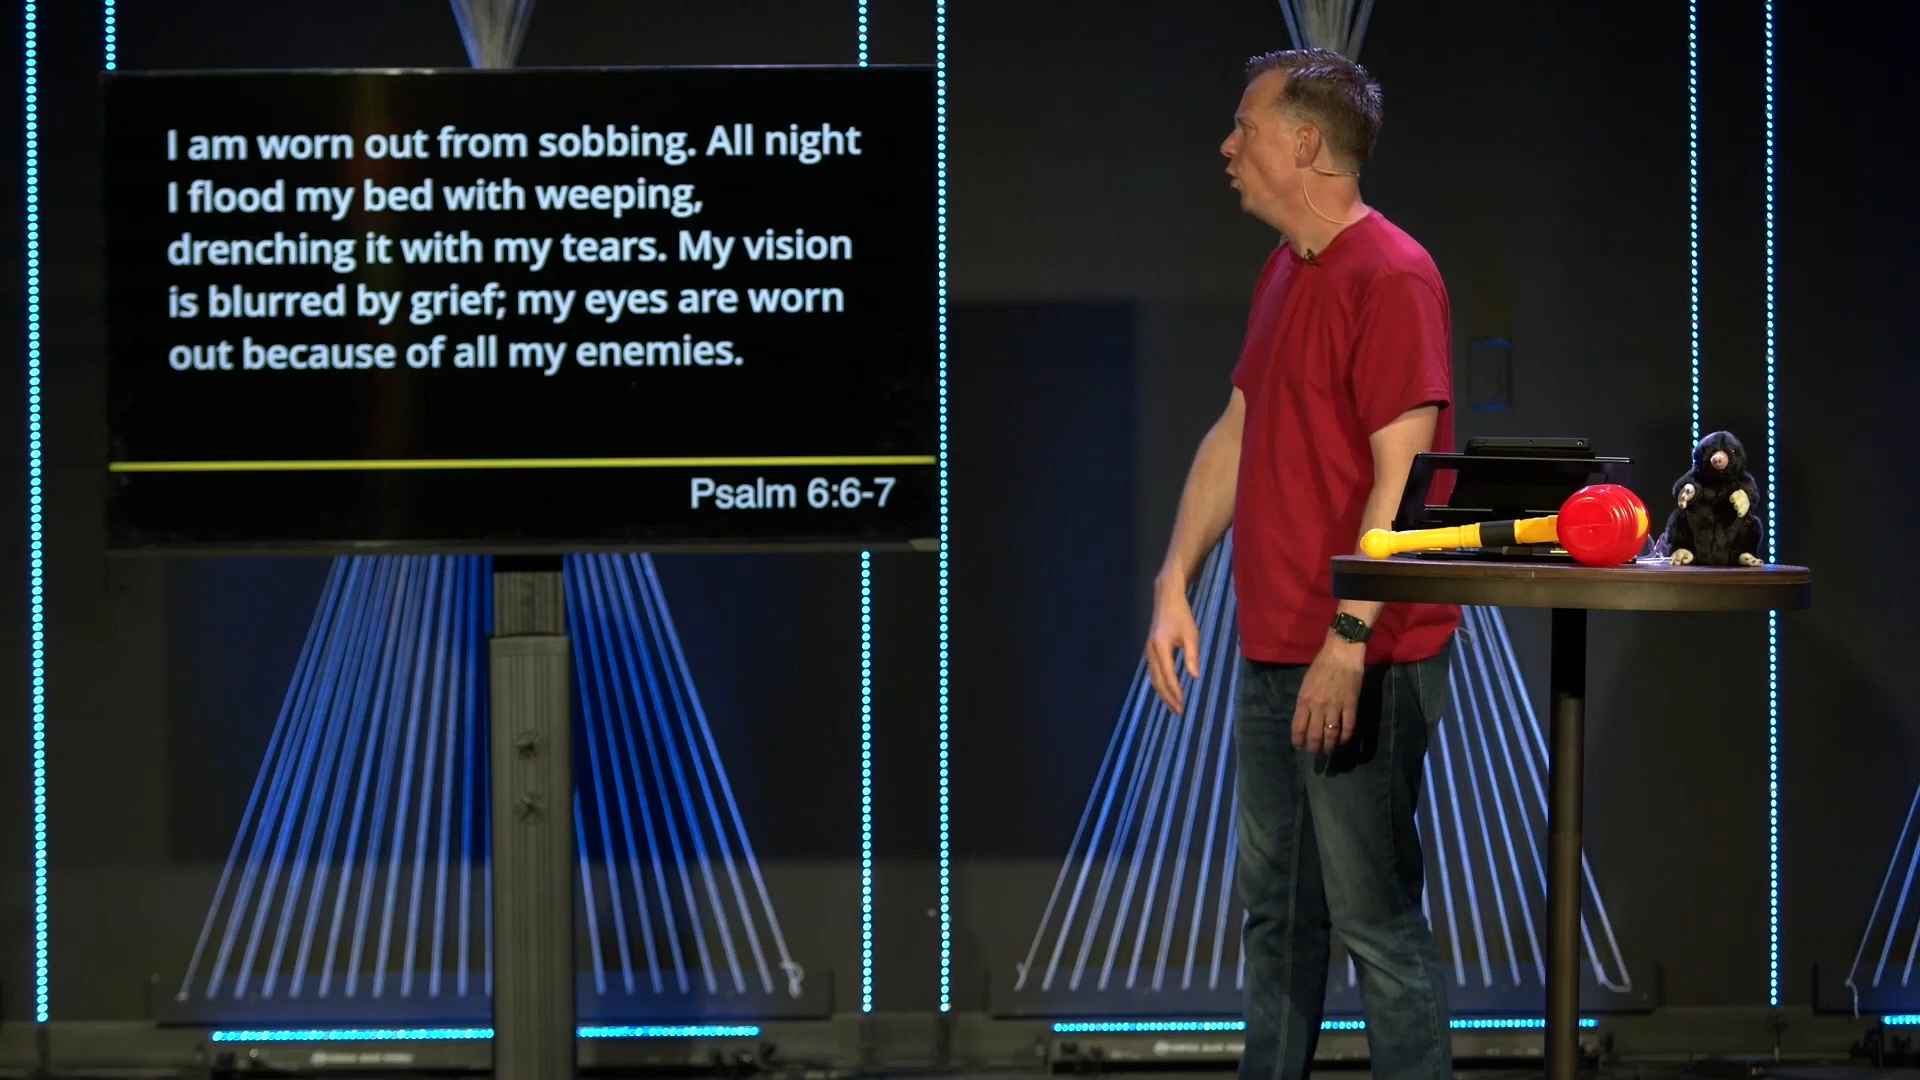 I am worn out from sobbing. All night
I flood my bed with weeping,
drenching it with my tears. My vision
is blurred by grief; my eyes are worn
out because of all my enemies.
Psalm 6:6-7